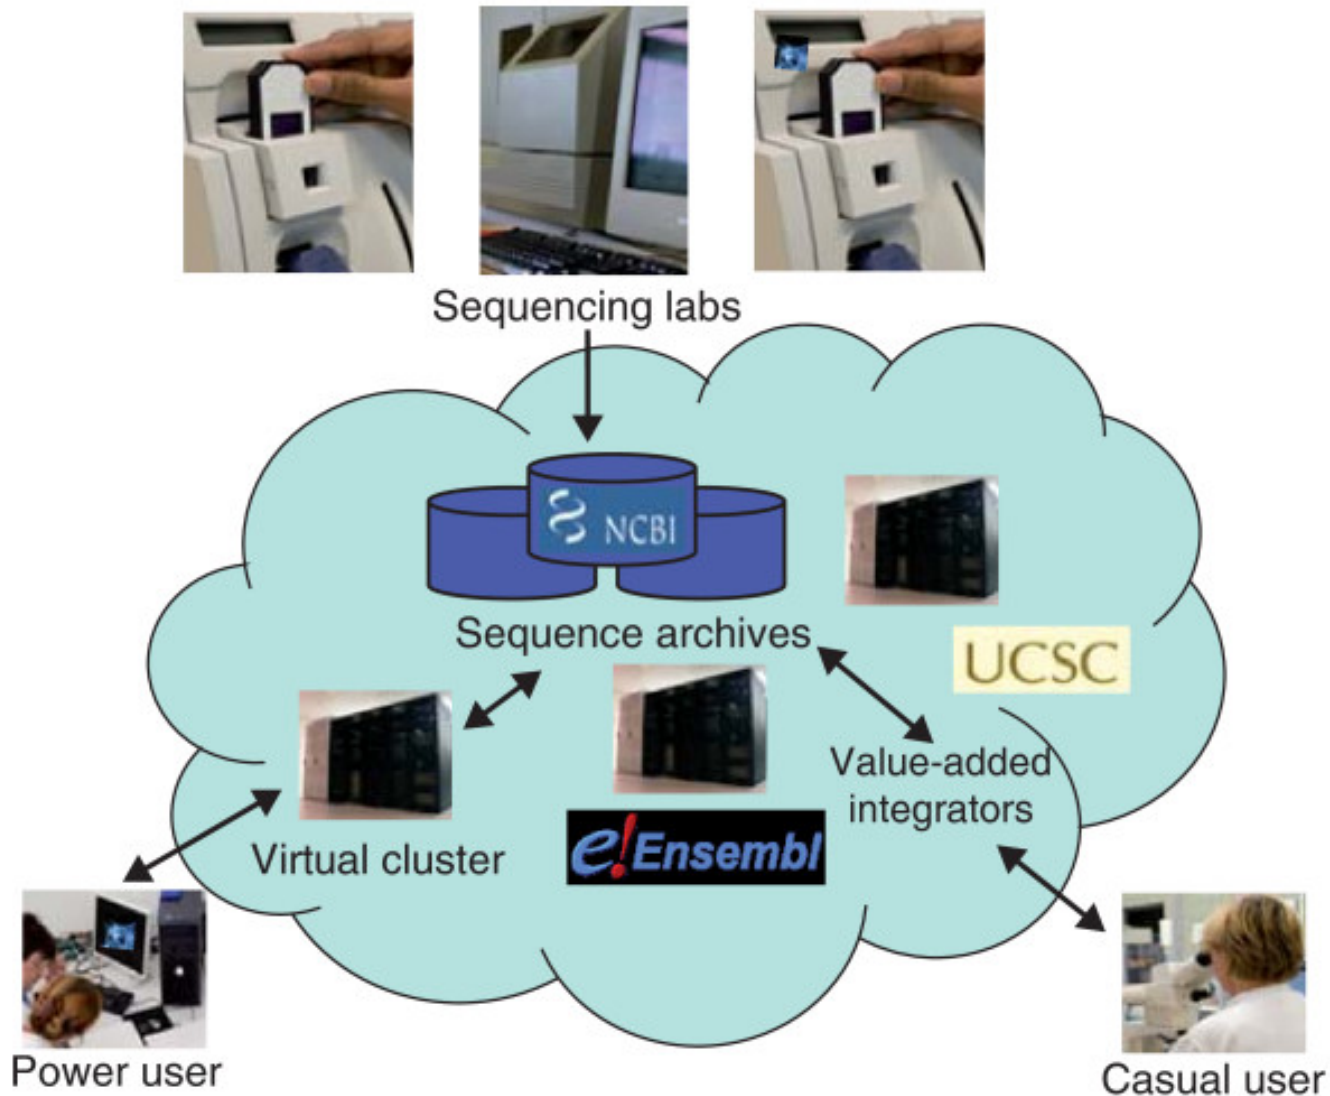 Sequencing labs
NCBI
Sequence archives
UCSC
Value-added
integrators
Virtual cluster
e!Ensembl
Power user
Casual user